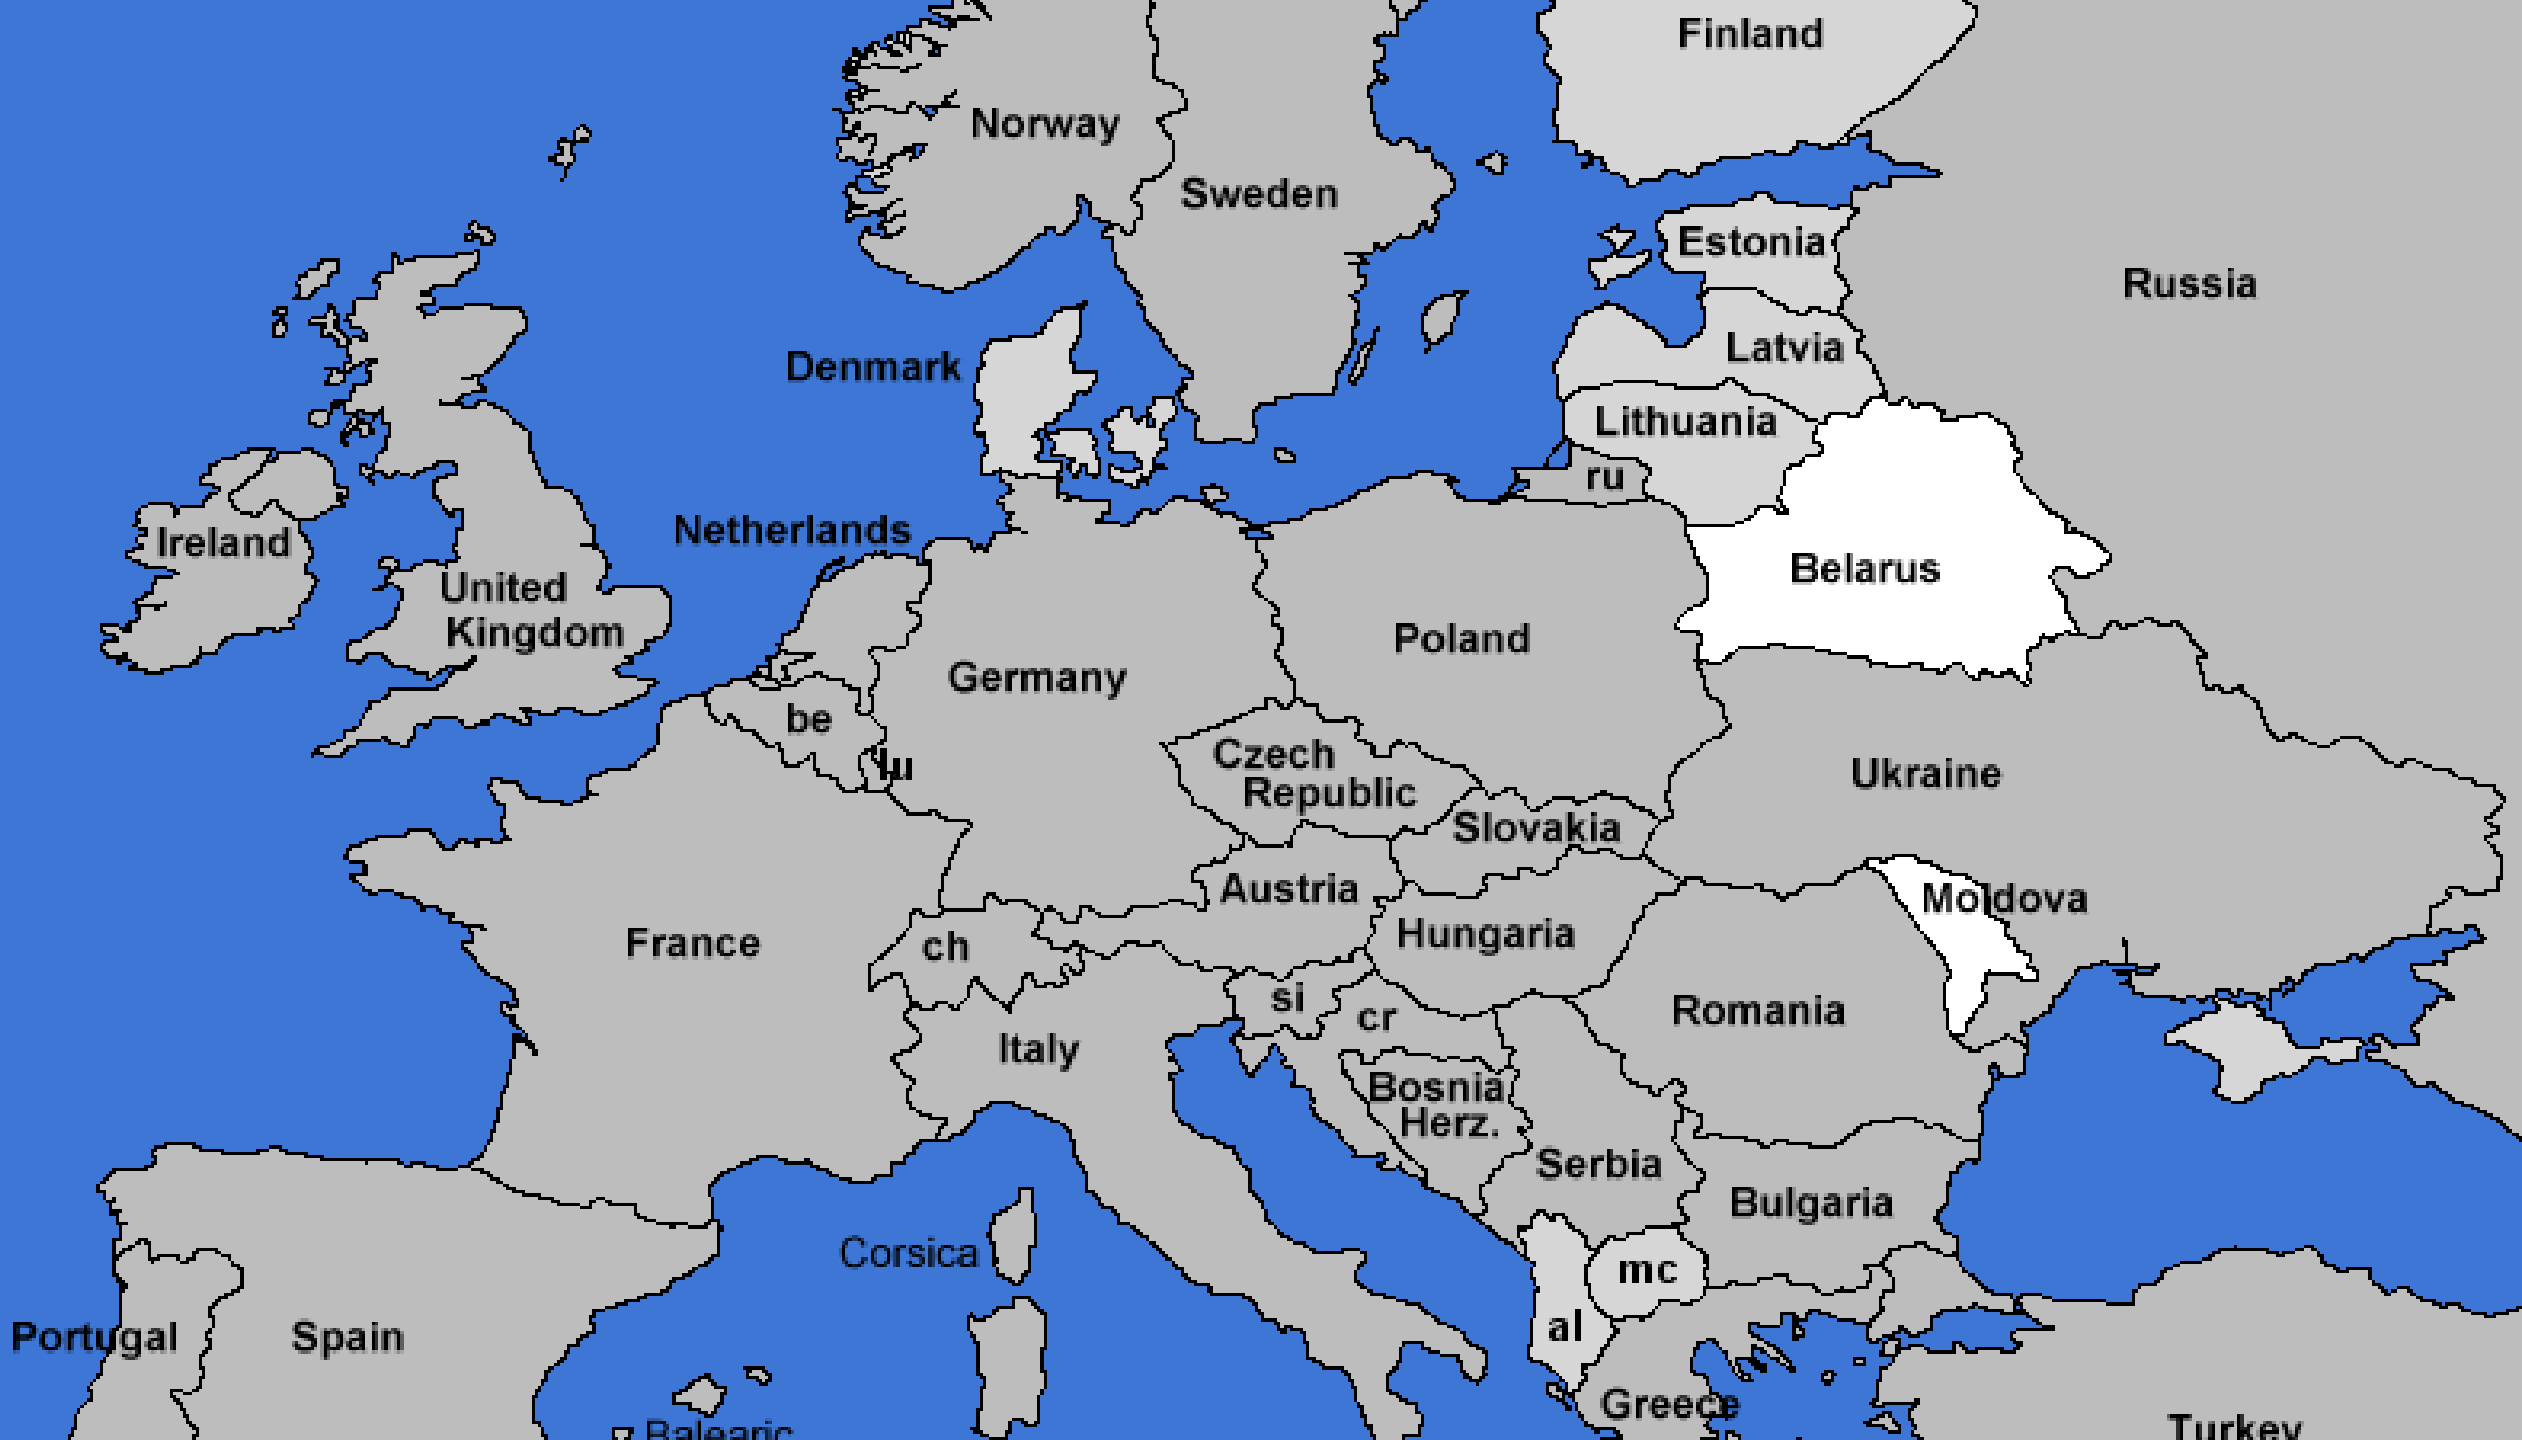 Finland
Norway
Sweden
Estonia
Russia
Latvia
Denmark
Lithuania
ru
Netherlands
Ireland
Belarus
United
Kingdom
Poland
Germany
be
lu
Czech
Republic
Ukraine
Slovakia
Austria
Moldova
Hungaria
France
ch
si
cr
Romania
Italy
Bosnia
Herz.
Serbia
Bulgaria
Corsica
mc
al
Portugal
Spain
Greece
Balearic
Turkey